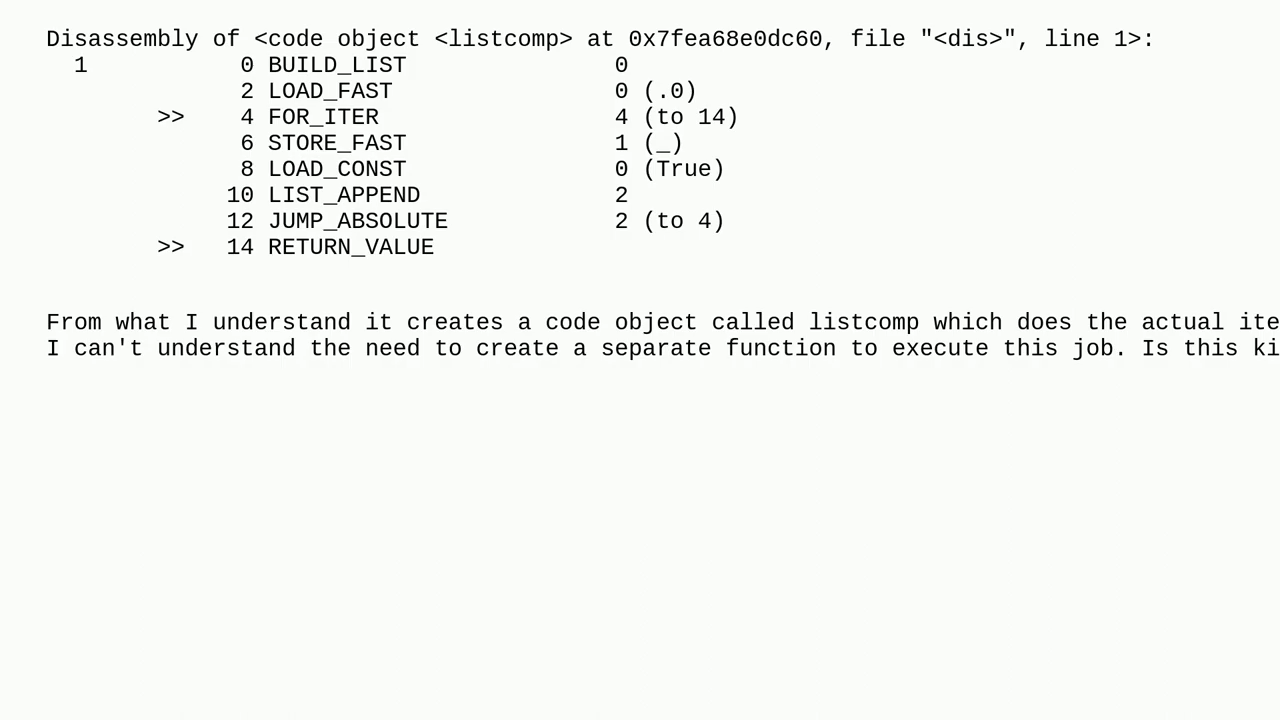 Disassembly of <code object <listcomp> at 0x7fea68e0dc60, file "<dis>", line 1>:
  1           0 BUILD_LIST               0
              2 LOAD_FAST                0 (.0)
        >>    4 FOR_ITER                 4 (to 14)
              6 STORE_FAST               1 (_)
              8 LOAD_CONST               0 (True)
             10 LIST_APPEND              2
             12 JUMP_ABSOLUTE            2 (to 4)
        >>   14 RETURN_VALUE
From what I understand it creates a code object called listcomp which does the actual ite
I can't understand the need to create a separate function to execute this job. Is this ki